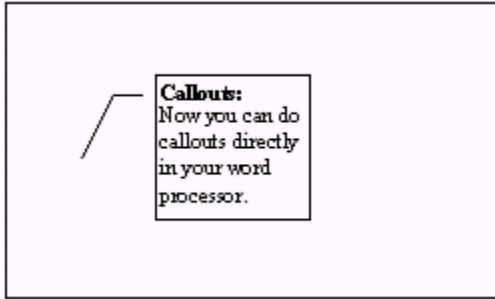 Callouts:
Now you can do
callouts directly
in your word
processor.